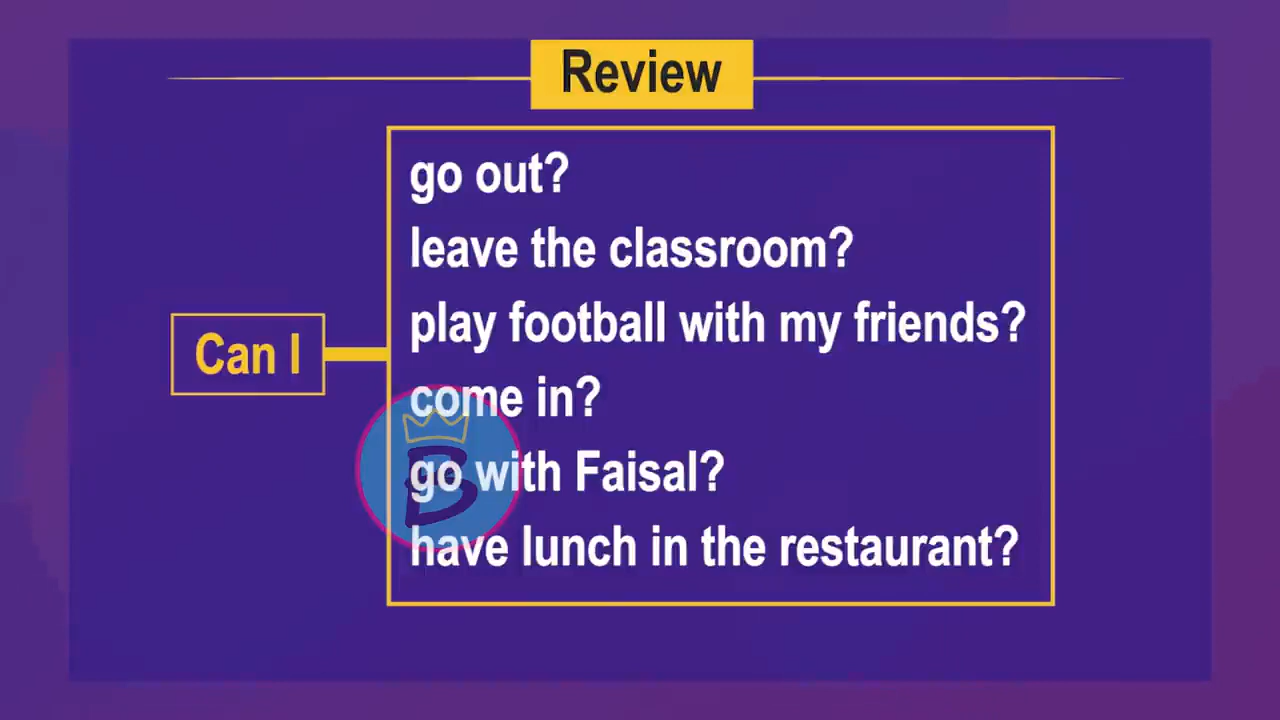 Review
Can I
go out?
leave the classroom?
play football with my friends?
come in?
go with Faisal?
have lunch in the restaurant?
B